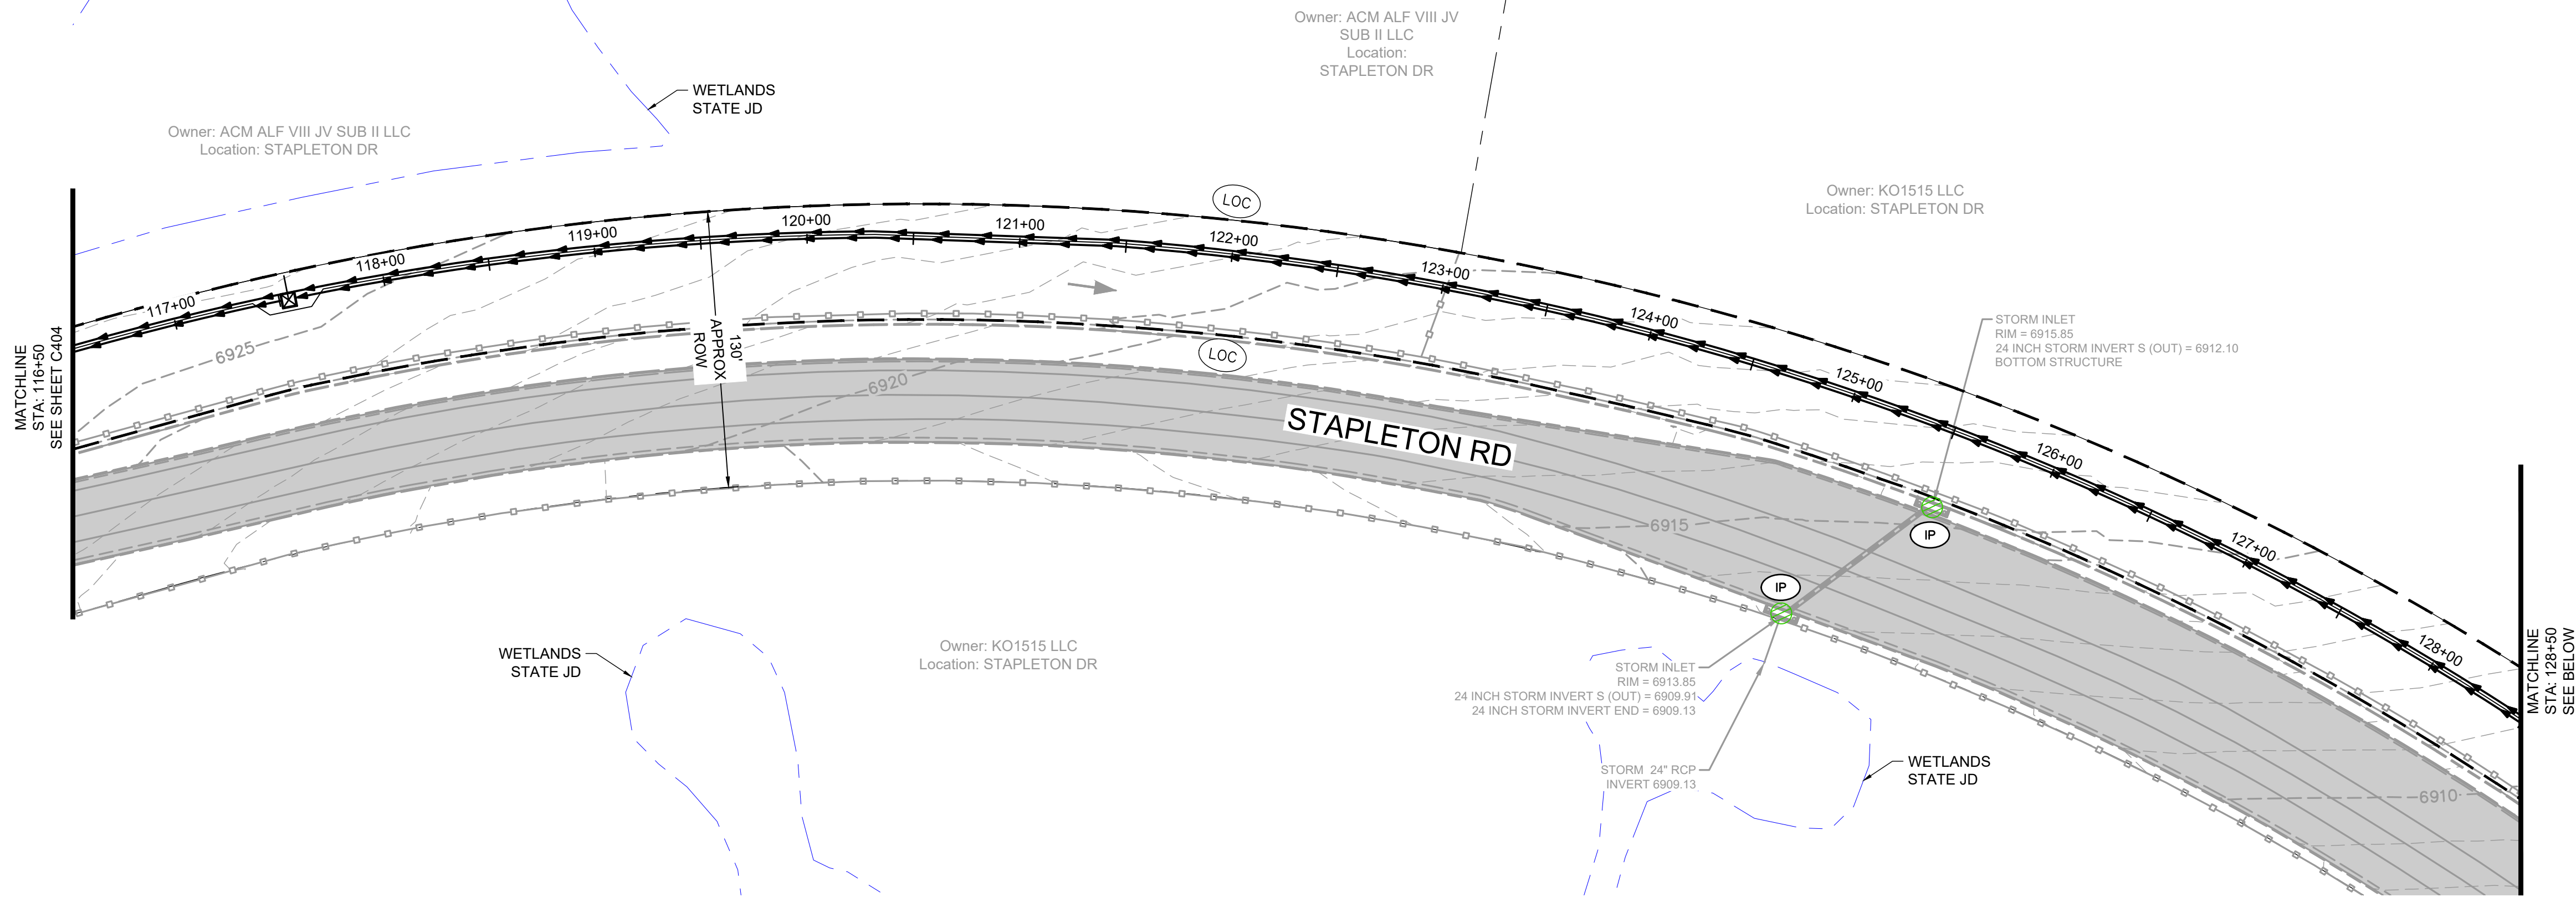 Owner: ACM ALF VIII JV
SUB II LLC
Location:
STAPLETON DR
WETLANDS
STATE JD
Owner: ACM ALF VIII JV SUB II LLC
Location: STAPLETON DR
Owner: KO1515 LLC
Location: STAPLETON DR
LOC
117+00
118+00
119+00
120+00
121+00
122+00
123+00
124+00
125+00
126+00
127+00
128+00
MATCHLINE
STA: 116+50
SEE SHEET C404
6925
130'
APPROX
ROW
LOC
6920
STAPLETON RD
STORM INLET
RIM = 6915.85
24 INCH STORM INVERT S (OUT) = 6912.10
BOTTOM STRUCTURE
6915
IP
IP
WETLANDS
STATE JD
Owner: KO1515 LLC
Location: STAPLETON DR
STORM INLET
RIM = 6913.85
24 INCH STORM INVERT S (OUT) = 6909.91
24 INCH STORM INVERT END = 6909.13
STORM 24" RCP
INVERT 6909.13
WETLANDS
STATE JD
6910
MATCHLINE
STA: 128+50
SEE BELOW